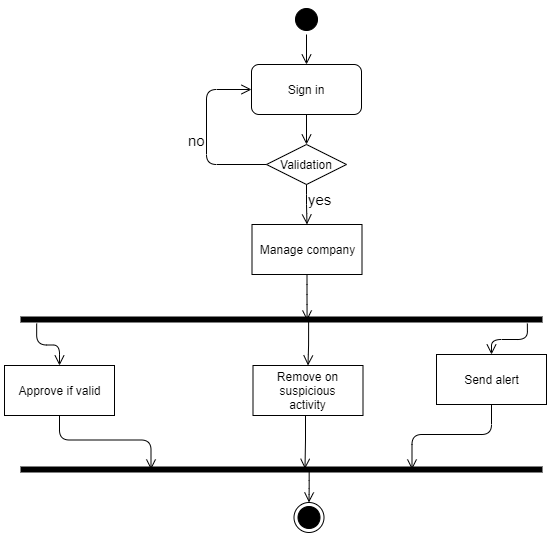 Sign in
no
Validation
yes
Manage company
Approve if valid
Remove on
suspicious
activity
Send alert